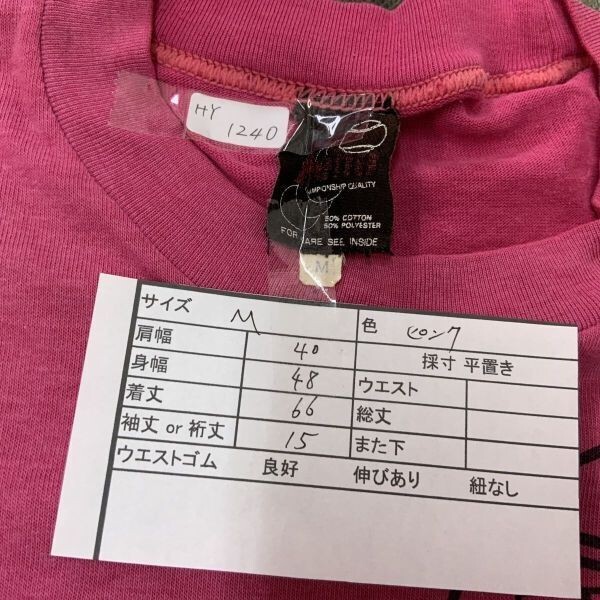 HY
1240
CHAMPIONSHIP QUALITY
50% COTTON
50% POLYESTER
FOR CARE SEE INSIDE
M
サイズ M 色 ピンク
肩幅 40 採寸 平置き
身幅 48 ウエスト
着丈 66 総丈
袖丈 or 裄丈 15 また下
ウエストゴム 良好 伸びあり 紐なし